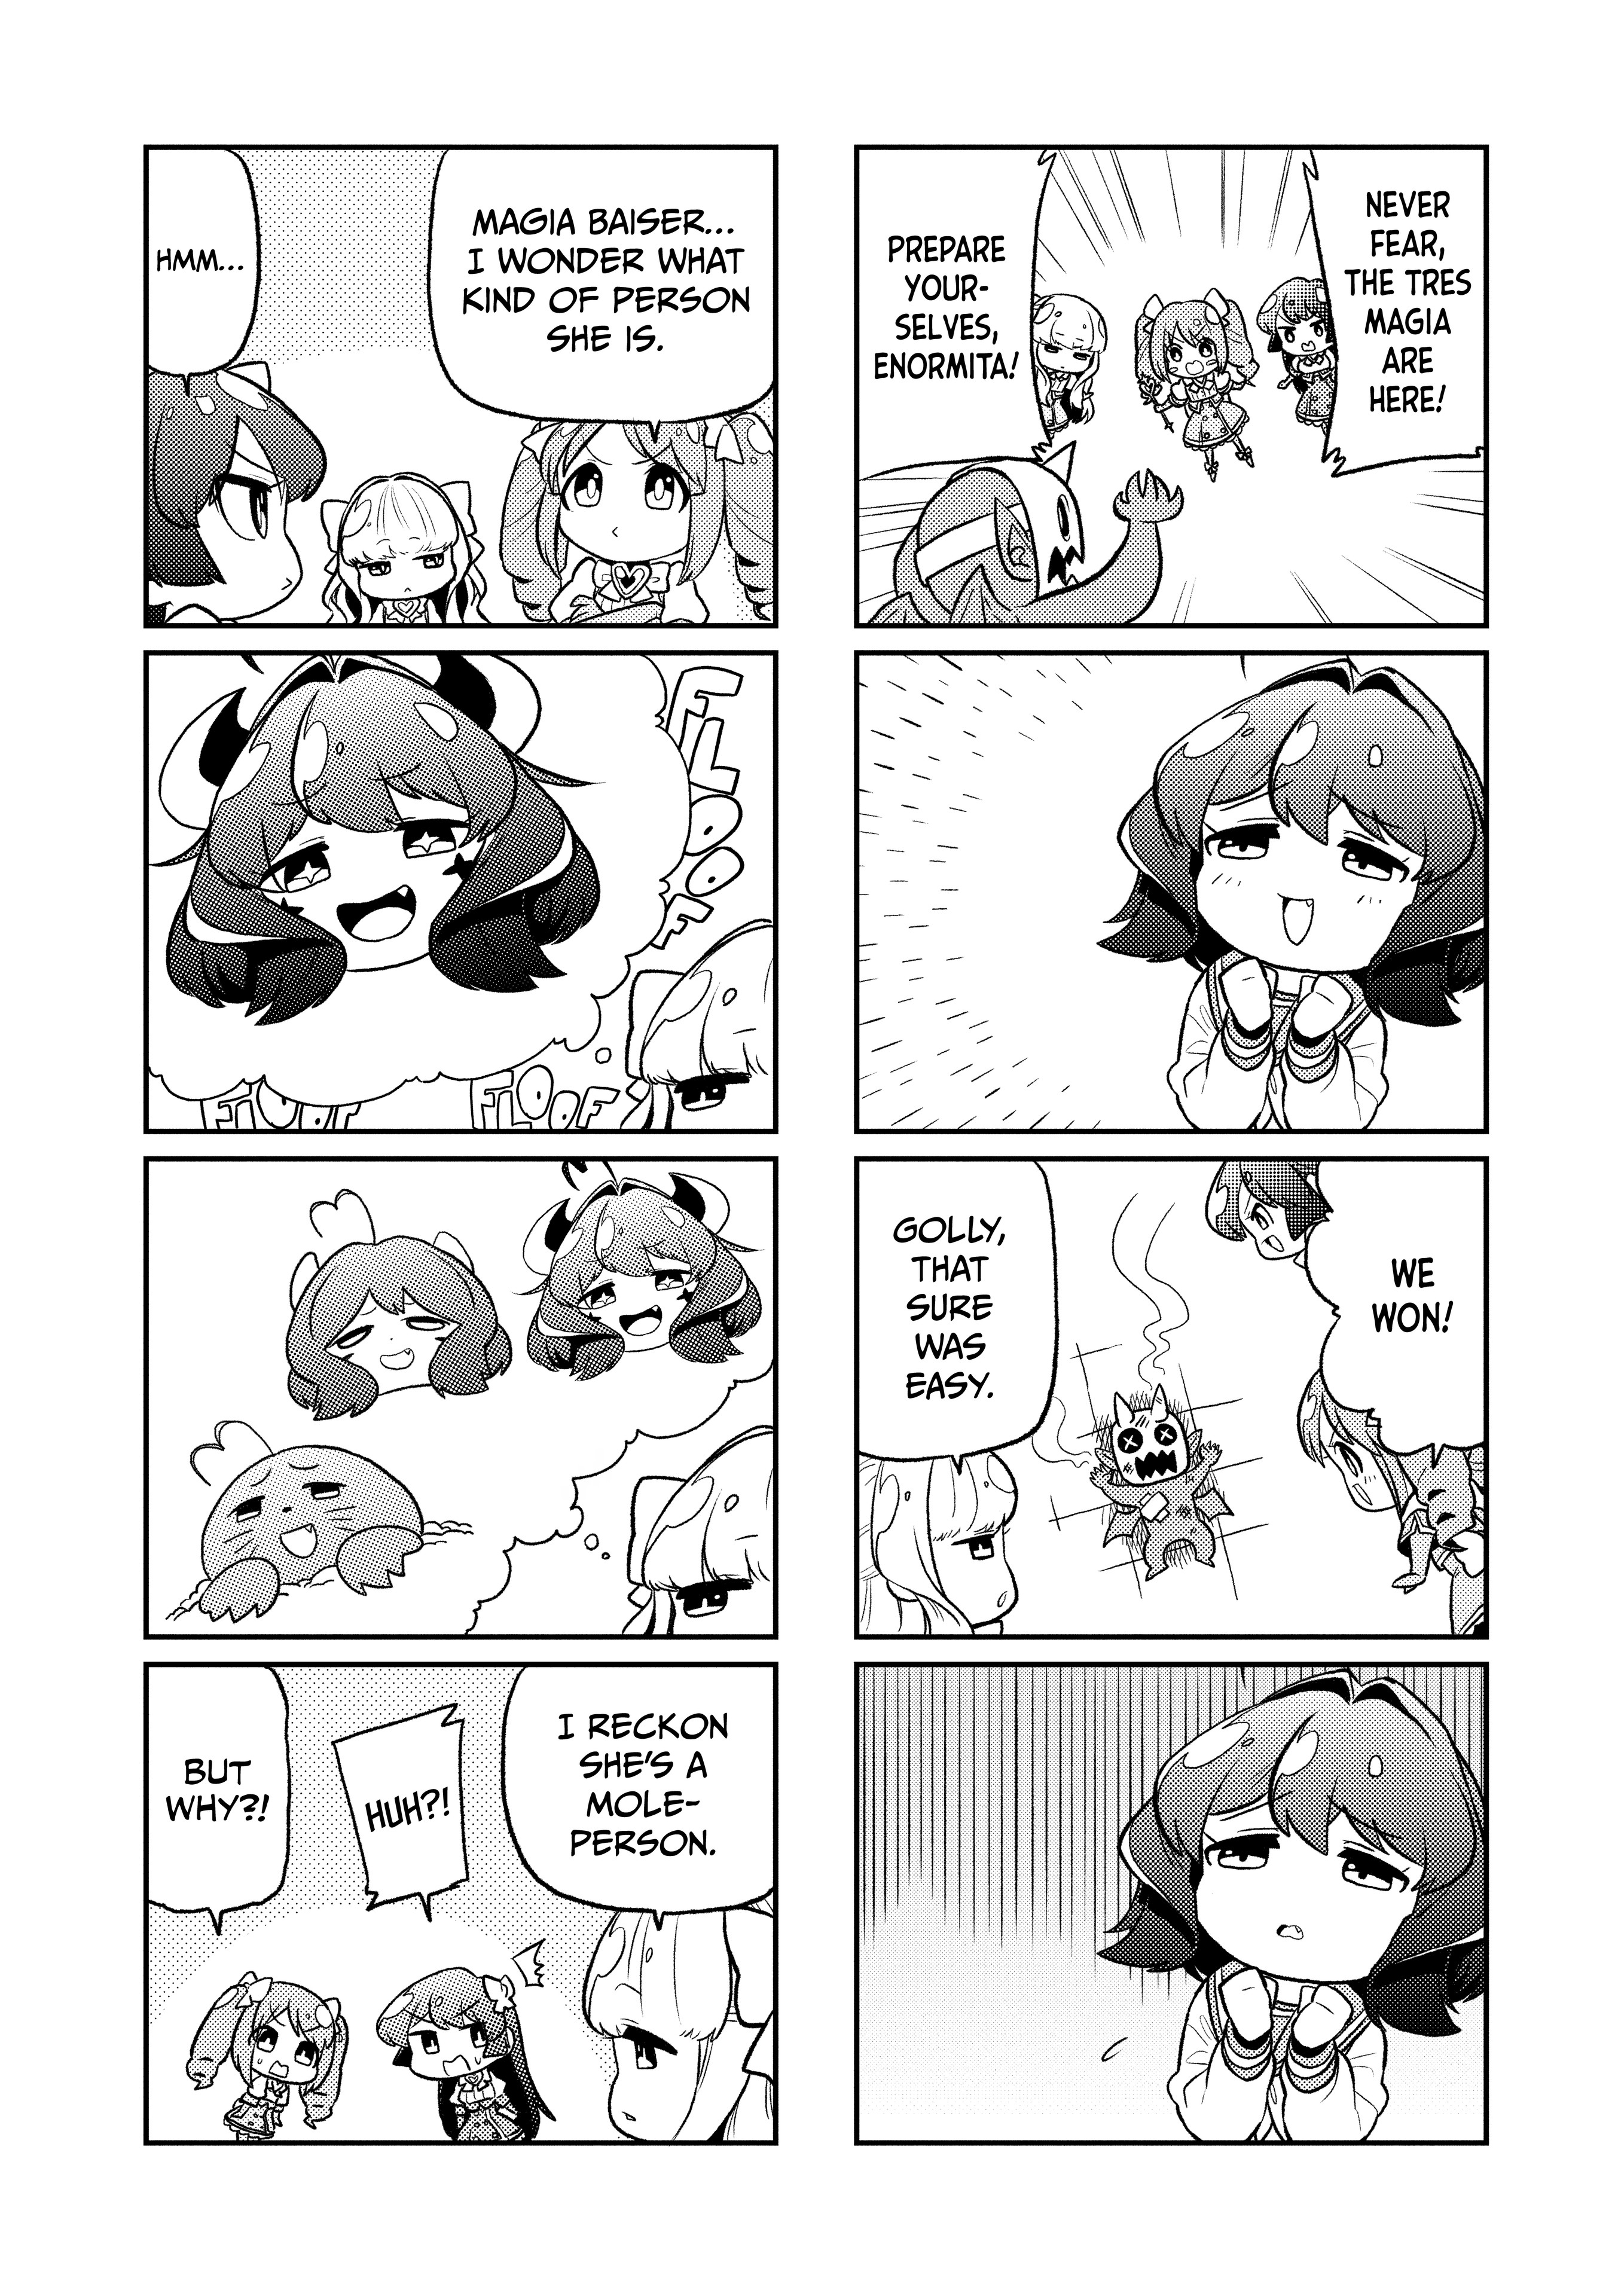 NEVER
FEAR,
THE TRES
MAGIA
ARE
HERE!
PREPARE
YOUR-
SELVES,
ENORMITA!
WE
WON!
GOLLY,
THAT
SURE
WAS
EASY.
MAGIA BAISER...
I WONDER WHAT
KIND OF PERSON
SHE IS.
HMM...
FLOOF
FLOOF
FLOOF
I RECKON
SHE'S A
MOLE-
PERSON.
HUH?!
BUT
WHY?!